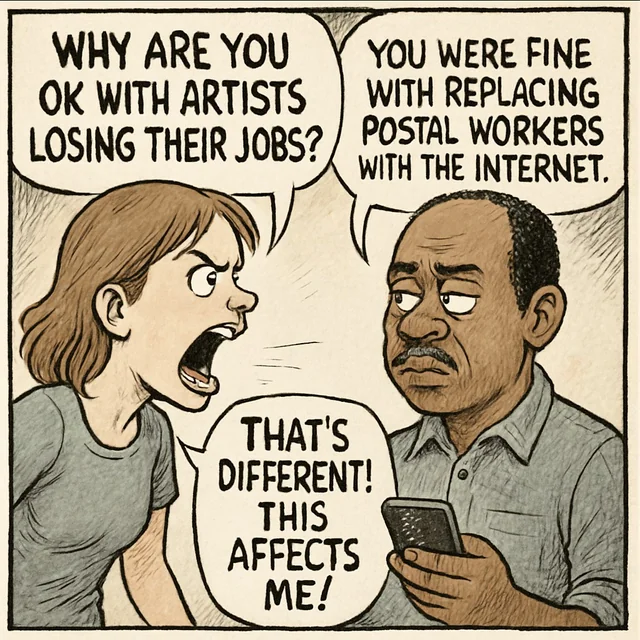 WHY ARE YOU
OK WITH ARTISTS
LOSING THEIR JOBS?
YOU WERE FINE
WITH REPLACING
POSTAL WORKERS
WITH THE INTERNET.
THAT'S
DIFFERENT!
THIS
AFFECTS
ME!